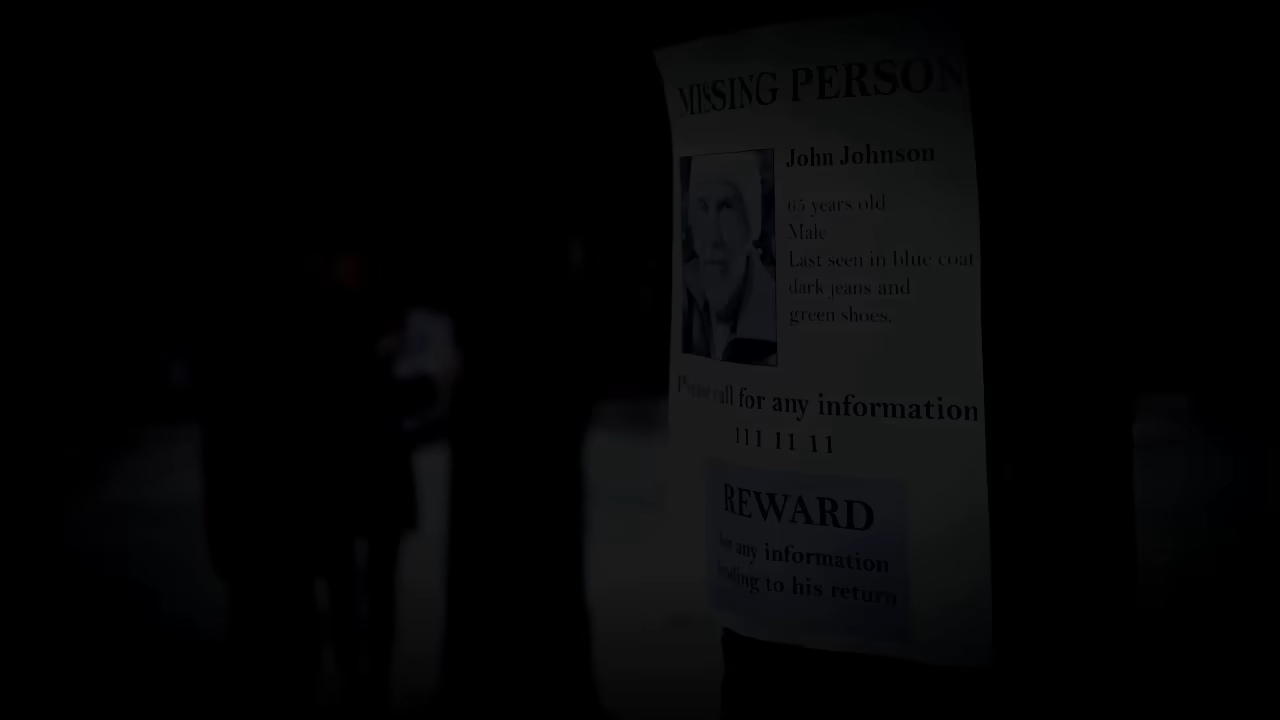 MISSING PERSON
John Johnson
65 years old
Male
Last seen in blue coat
dark jeans and
green shoes.
Please call for any information
111 11 11
REWARD
for any information
leading to his return